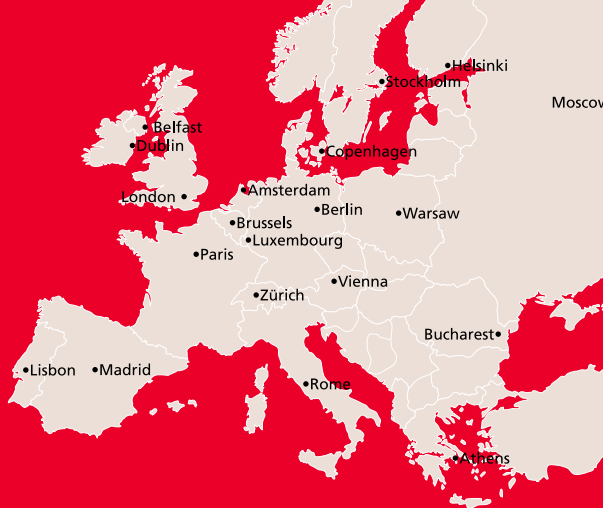 Helsinki
Stockholm
Moscow
Belfast
Dublin
Copenhagen
Amsterdam
London
Berlin
Warsaw
Brussels
Luxembourg
Paris
Vienna
Zürich
Bucharest
Lisbon
Madrid
Rome
Athens